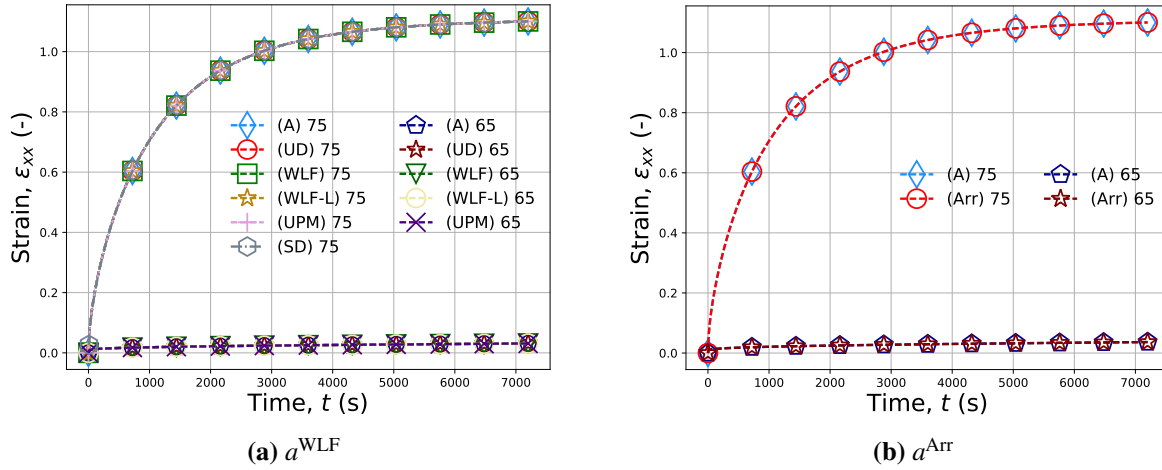 Strain, εxx (-)
1.0
0.8
0.6
0.4
0.2
0.0
(A) 75
(UD) 75
(WLF) 75
(WLF-L) 75
(UPM) 75
(SD) 75
(A) 65
(UD) 65
(WLF) 65
(WLF-L) 65
(UPM) 65
0 1000 2000 3000 4000 5000 6000 7000
Time, t (s)
(a) a^WLF
Strain, εxx (-)
1.0
0.8
0.6
0.4
0.2
0.0
(A) 75
(Arr) 75
(A) 65
(Arr) 65
0 1000 2000 3000 4000 5000 6000 7000
Time, t (s)
(b) a^Arr